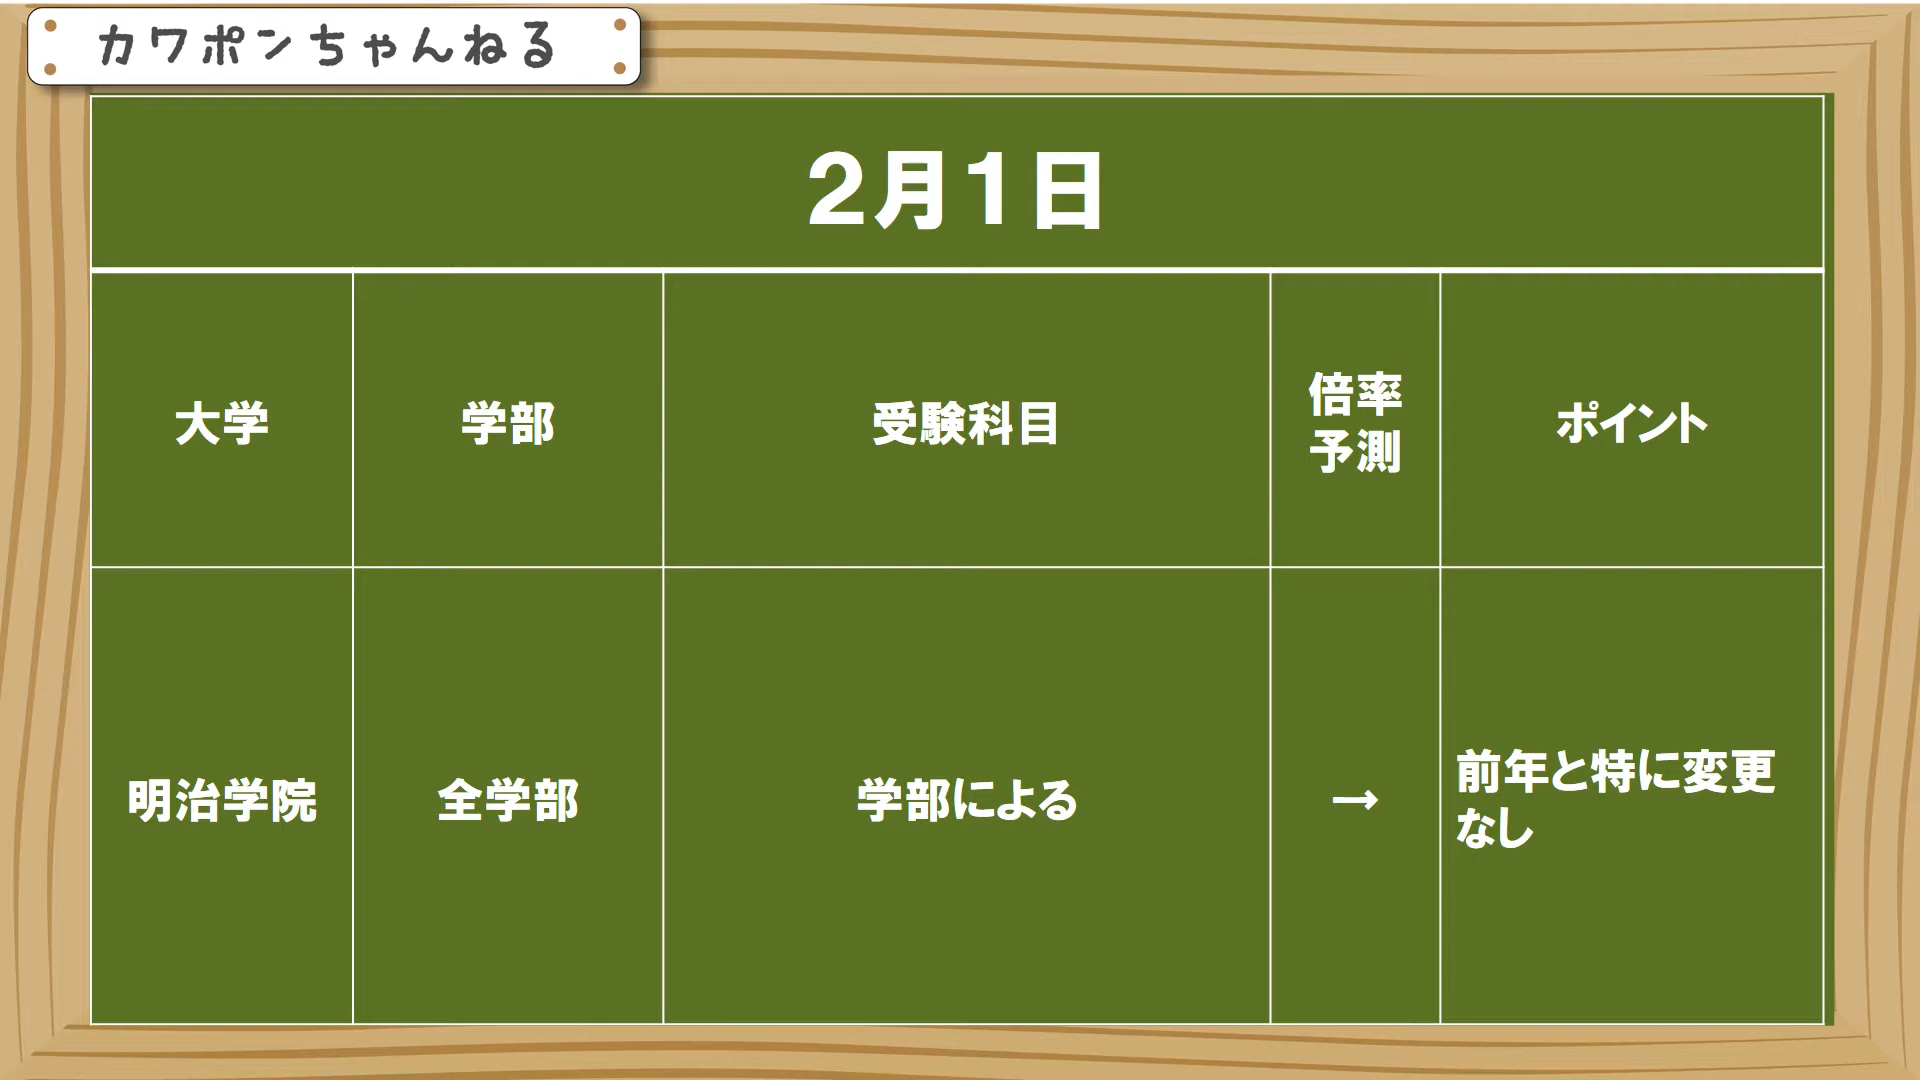 カワポンちゃんねる
2月1日
大学
学部
受験科目
倍率
予測
ポイント
明治学院
全学部
学部による
→
前年と特に変更
なし